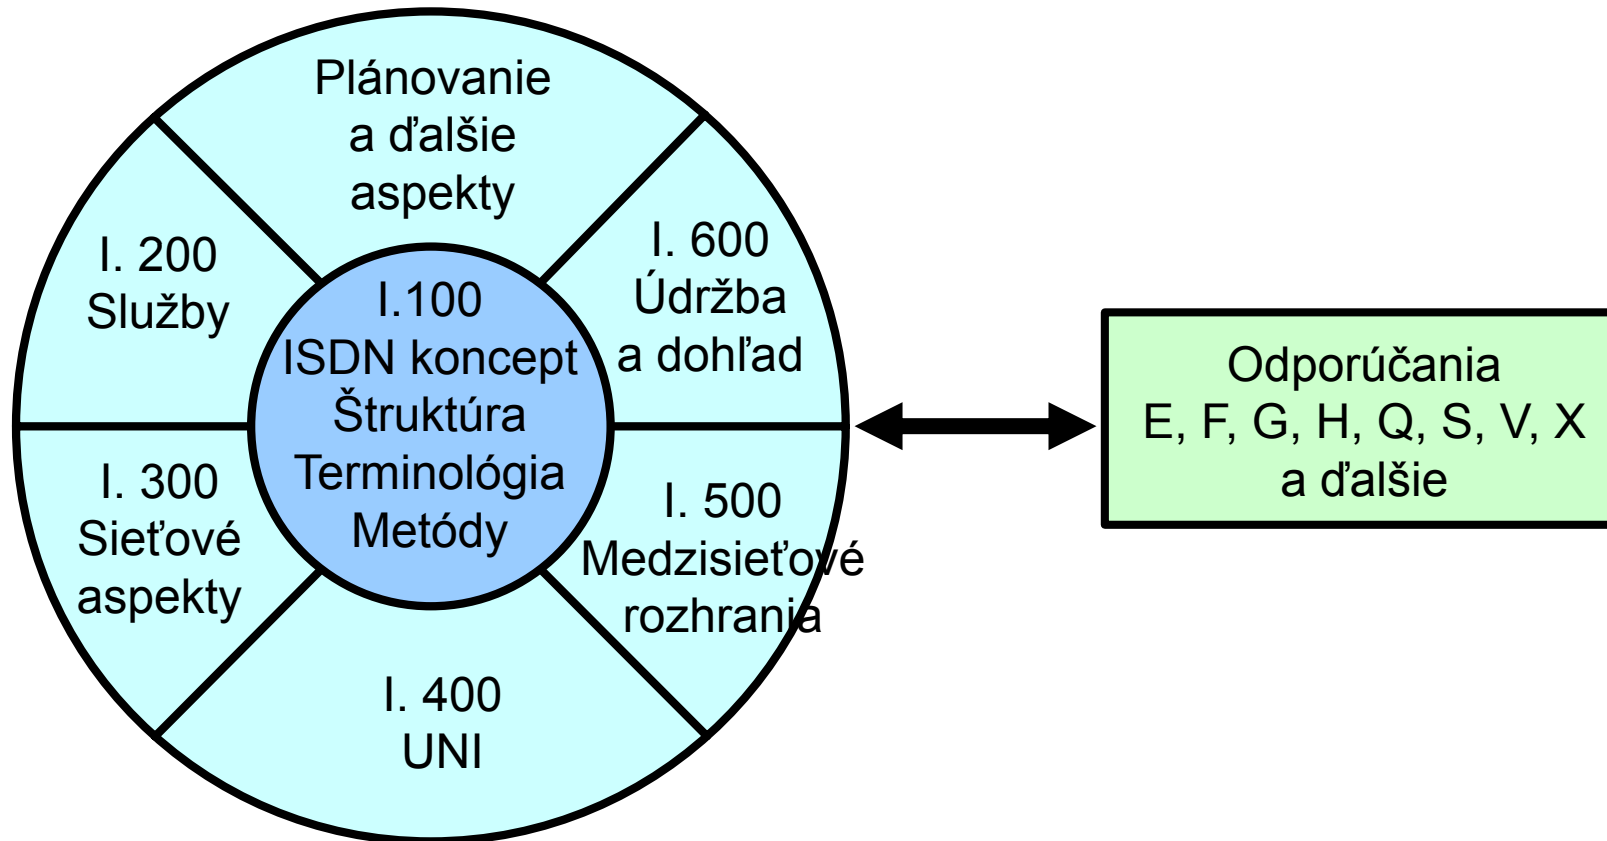 Plánovanie
a ďalšie
aspekty
I. 200
Služby
I. 600
Údržba
a dohľad
I.100
ISDN koncept
Štruktúra
Terminológia
Metódy
I. 300
Sieťové
aspekty
I. 500
Medzisieťové
rozhrania
I. 400
UNI
Odporúčania
E, F, G, H, Q, S, V, X
a ďalšie